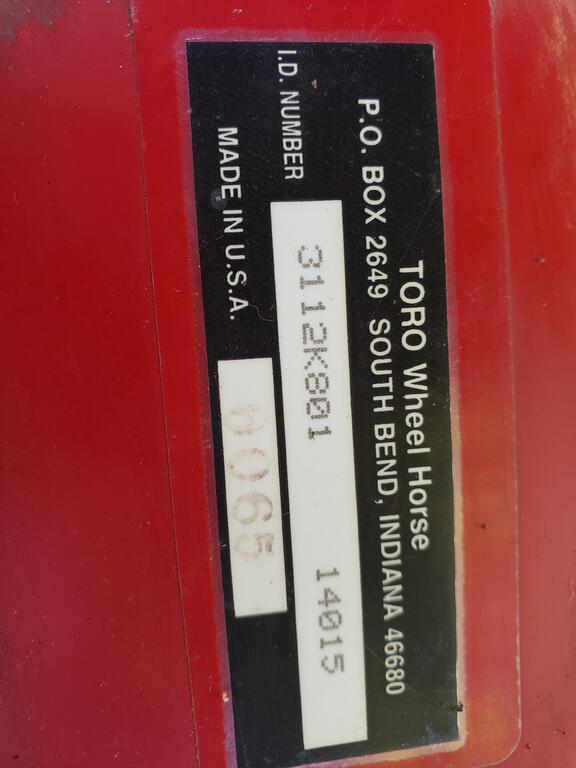 TORO Wheel Horse
P.O. BOX 2649 SOUTH BEND, INDIANA 46680
I.D. NUMBER 3112K801 14015
MADE IN U.S.A. 0065